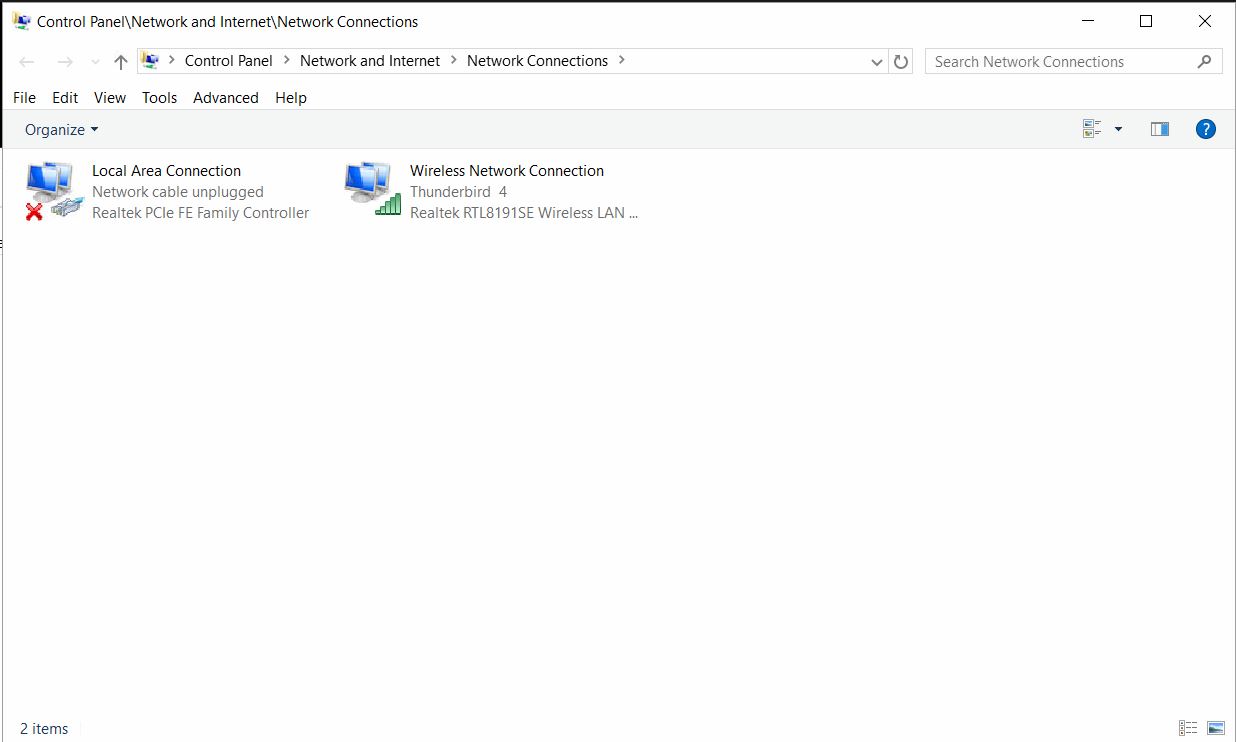 Control Panel\Network and Internet\Network Connections
Control Panel > Network and Internet > Network Connections >
Search Network Connections
File Edit View Tools Advanced Help
Organize
?
Local Area Connection
Network cable unplugged
Realtek PCIe FE Family Controller
Wireless Network Connection
Thunderbird 4
Realtek RTL8191SE Wireless LAN ...
2 items